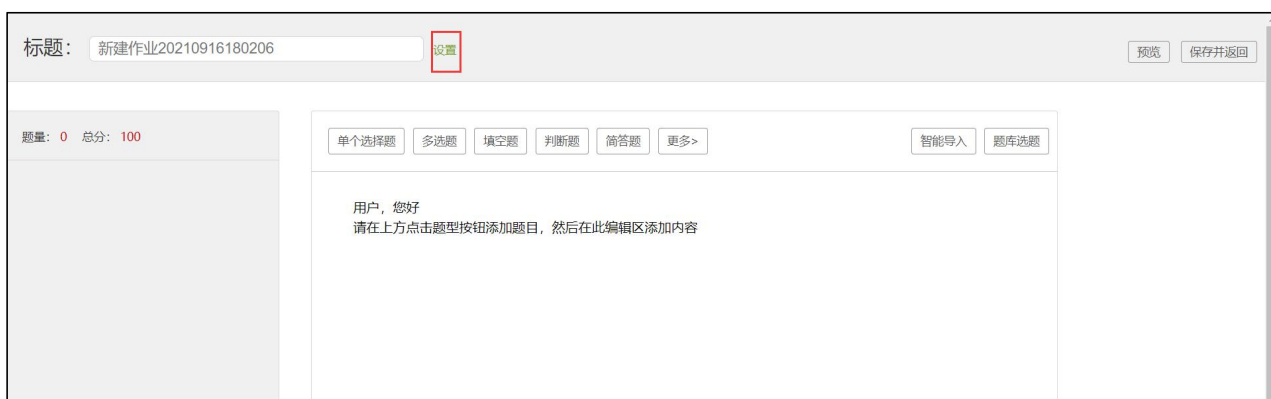 标题： 新建作业20210916180206 设置 预览 保存并返回
题量：0 总分：100
单个选择题 多选题 填空题 判断题 简答题 更多> 智能导入 题库选题
用户，您好
请在上方点击题型按钮添加题目，然后在此编辑区添加内容